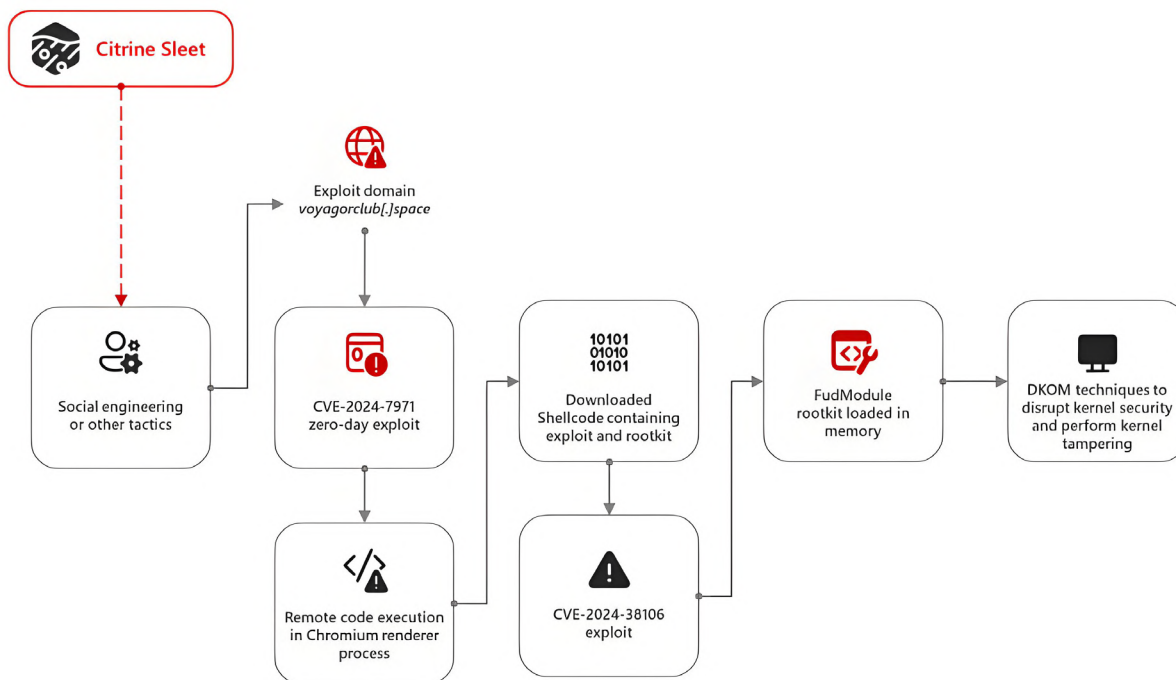 Citrine Sleet
Exploit domain
voyagorclub[.]space
Social engineering
or other tactics
CVE-2024-7971
zero-day exploit
Remote code execution
in Chromium renderer
process
10101
01010
10101
Downloaded
Shellcode containing
exploit and rootkit
CVE-2024-38106
exploit
FudModule
rootkit loaded in
memory
DKOM techniques to
disrupt kernel security
and perform kernel
tampering